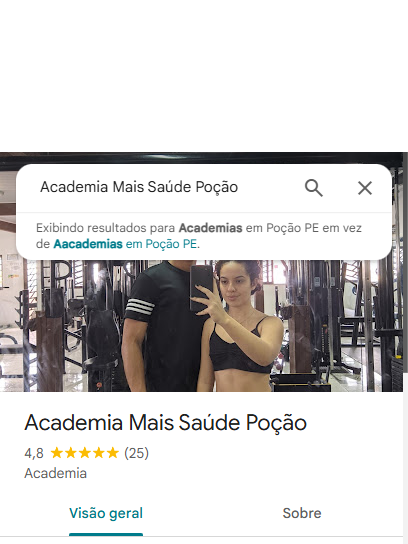 Academia Mais Saúde Poção
Exibindo resultados para Academias em Poção PE em vez
de Aacademias em Poção PE.
Academia Mais Saúde Poção
4,8 ★★★★★ (25)
Academia
Visão geral
Sobre